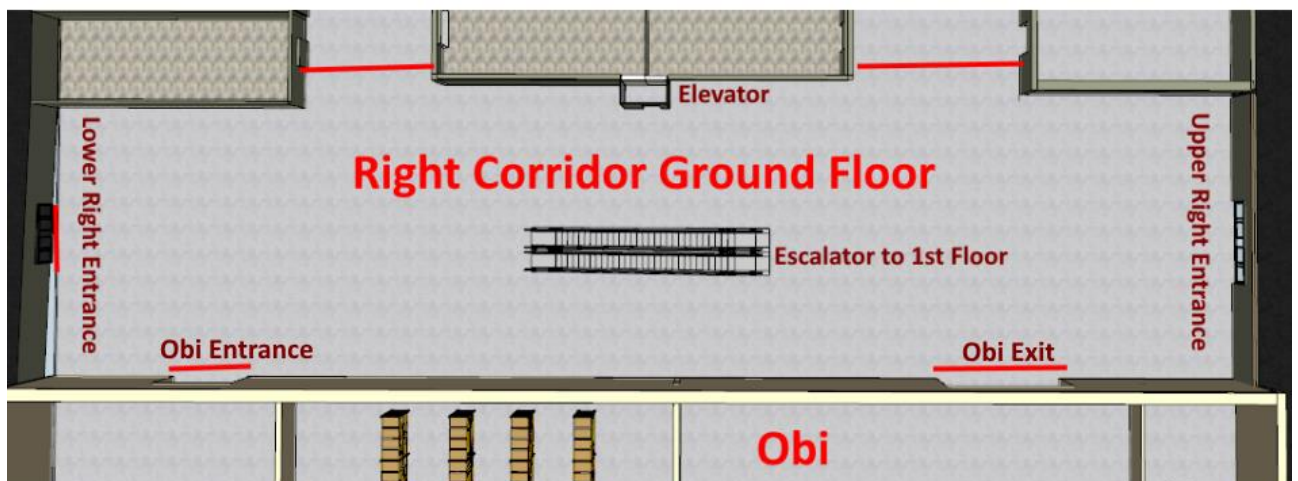 Elevator
Lower Right Entrance
Upper Right Entrance
Right Corridor Ground Floor
Escalator to 1st Floor
Obi Entrance
Obi Exit
Obi